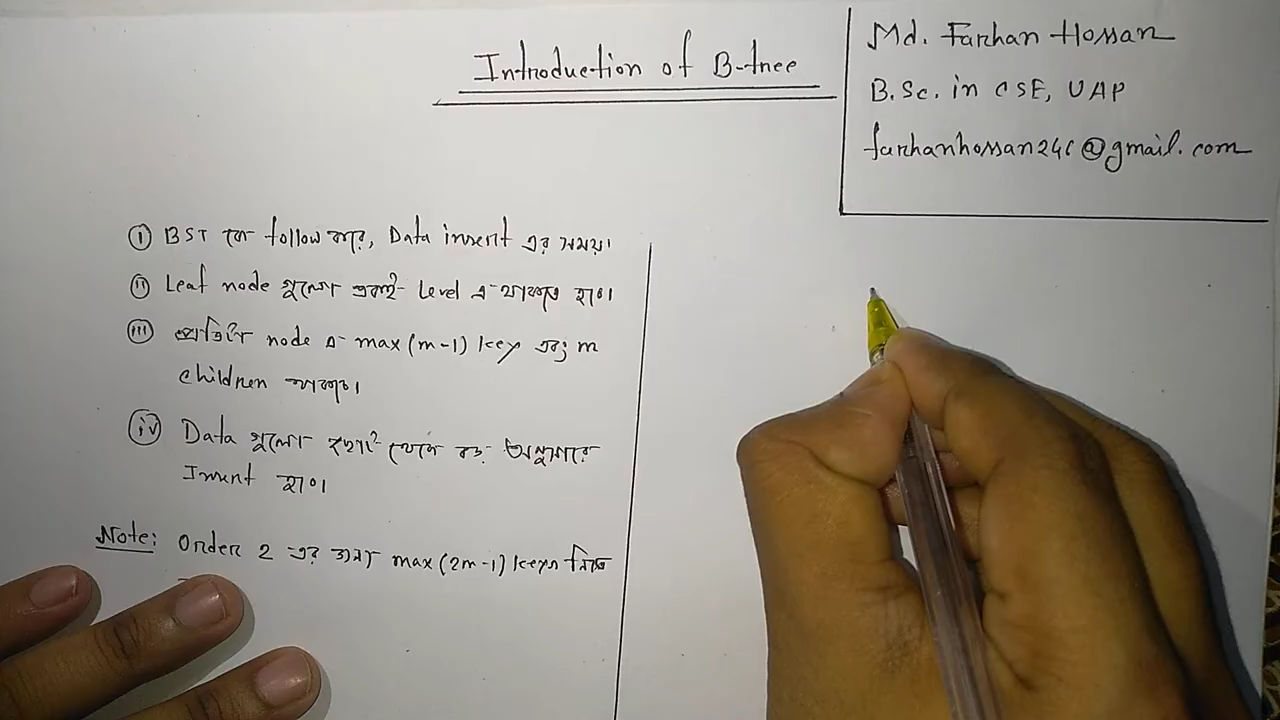 Introduction of B-tree
Md. Farhan Hossan
B.Sc. in CSE, UAP
farhanhossan246@gmail.com
(i) BST কে follow করে, Data insert এর সময়।
(ii) Leaf node গুলো একই Level এ থাকতে হবে।
(iii) প্রতিটি node এ max (m-1) key এবং m
children থাকবে।
(iv) Data গুলো ছোট থেকে বড় অনুসারে
Insert হবে।
Note: Order 2 এর জন্য max (2m-1) keys নিতে